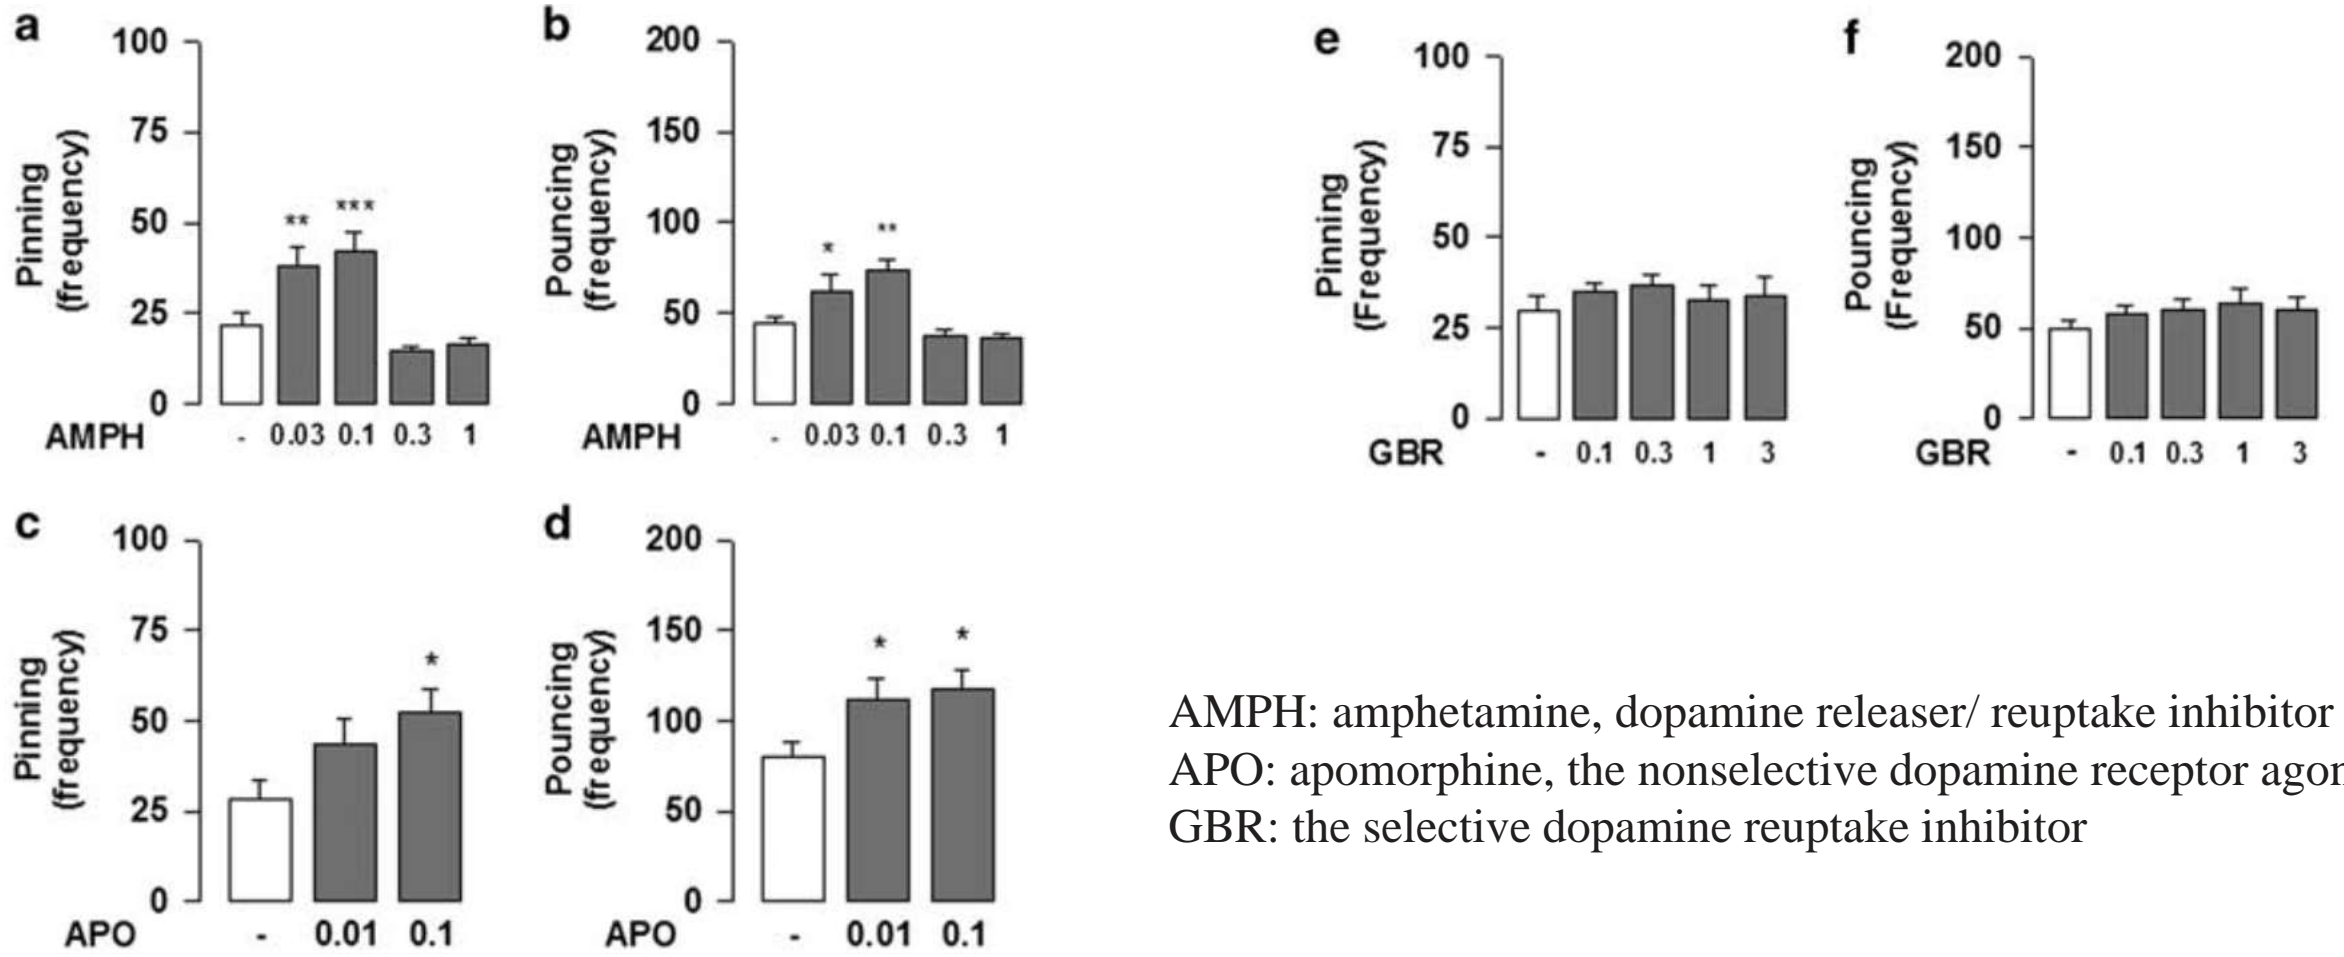 a
100
75
50
25
0
Pinning
(frequency)
**
***
AMPH - 0.03 0.1 0.3 1
b
200
150
100
50
0
Pouncing
(frequency)
*
**
AMPH - 0.03 0.1 0.3 1
e
100
75
50
25
0
Pinning
(Frequency)
GBR - 0.1 0.3 1 3
f
200
150
100
50
0
Pouncing
(Frequency)
GBR - 0.1 0.3 1 3
c
100
75
50
25
0
Pinning
(frequency)
*
APO - 0.01 0.1
d
200
150
100
50
0
Pouncing
(frequency)
*
*
APO - 0.01 0.1
AMPH: amphetamine, dopamine releaser/ reuptake inhibitor
APO: apomorphine, the nonselective dopamine receptor agon
GBR: the selective dopamine reuptake inhibitor